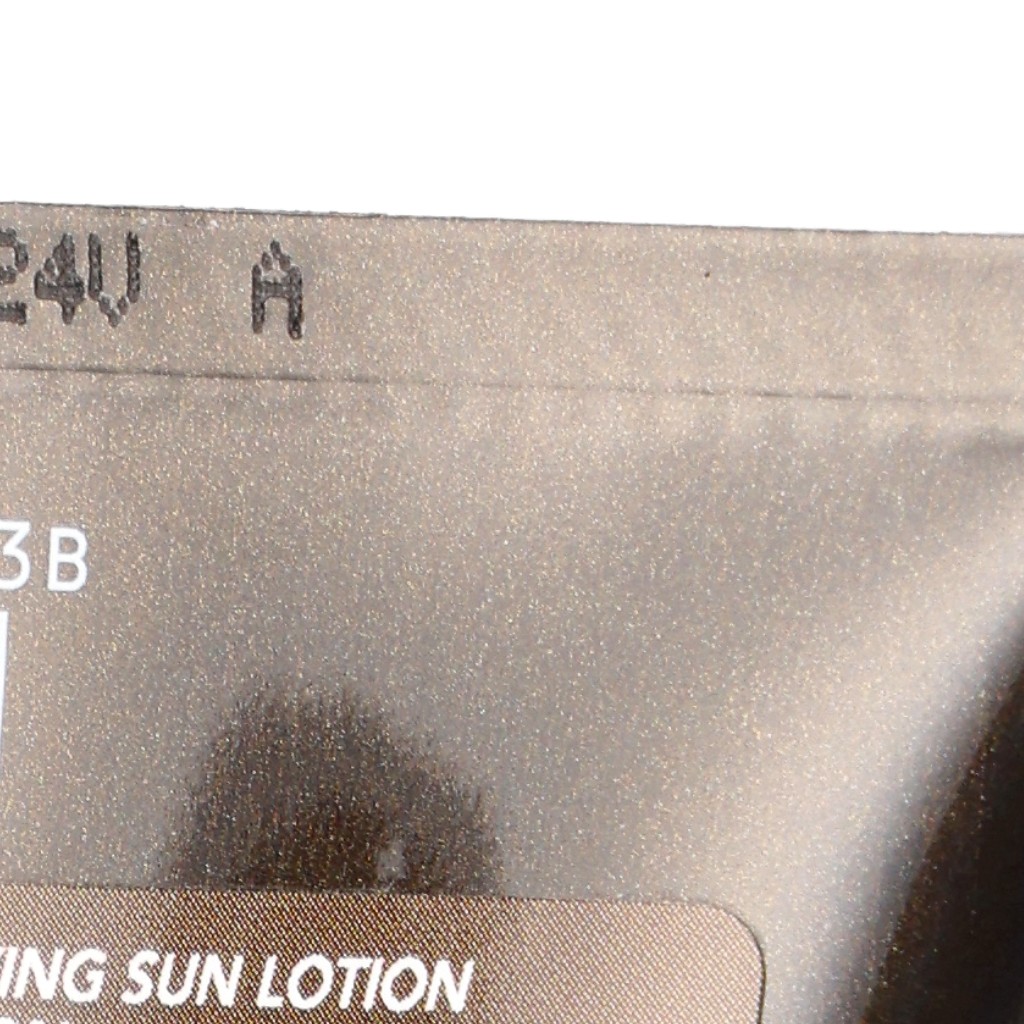 24V A
3B
ING SUN LOTION